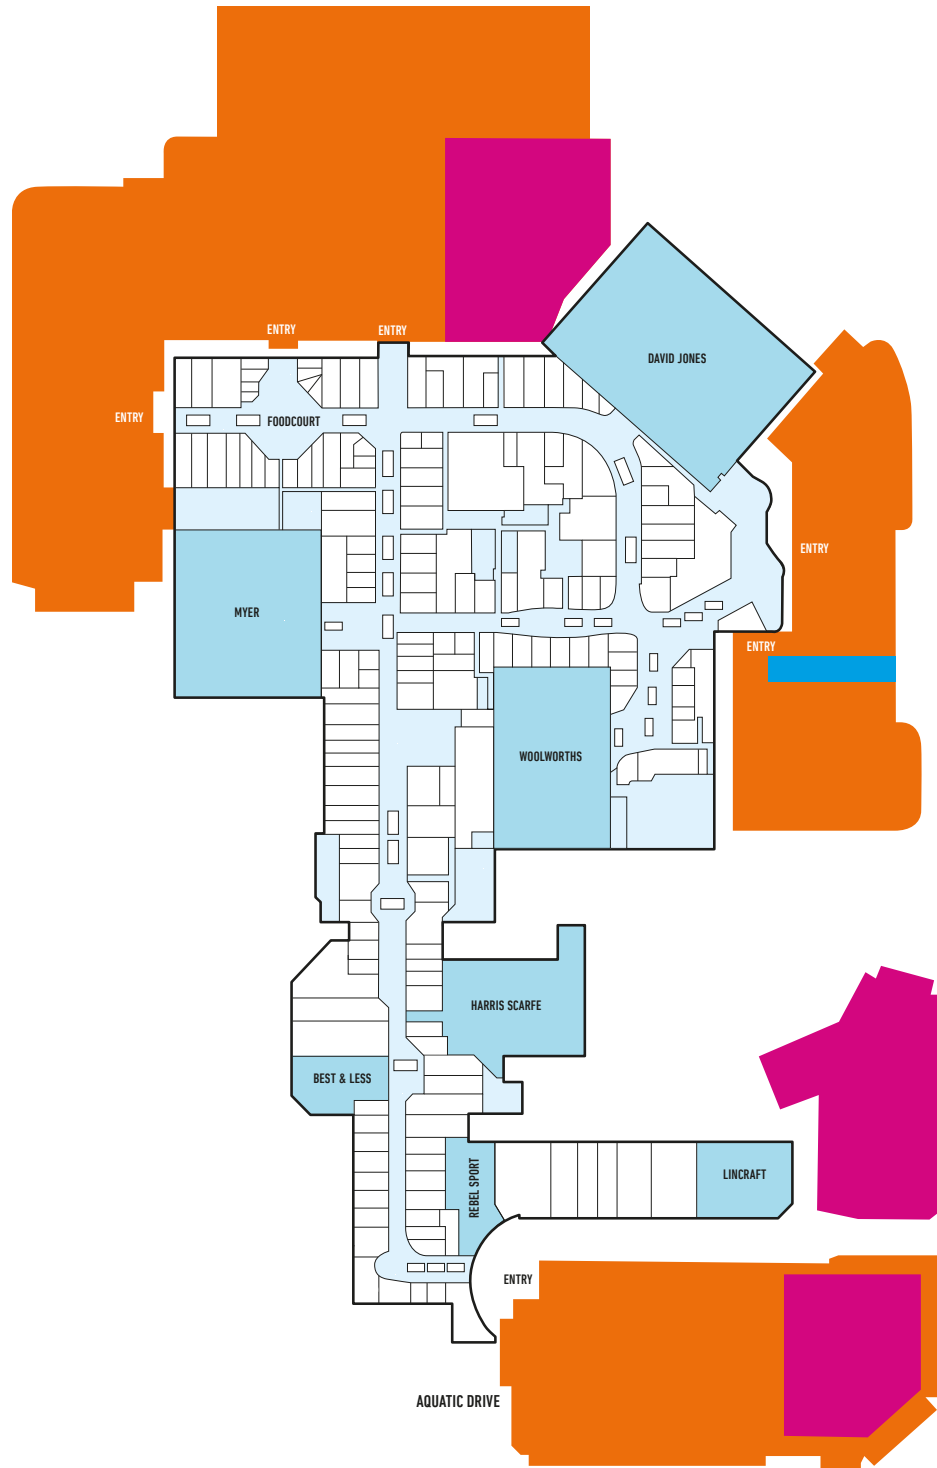 ENTRY
ENTRY
DAVID JONES
ENTRY
FOODCOURT
ENTRY
MYER
ENTRY
WOOLWORTHS
HARRIS SCARFE
BEST & LESS
REBEL SPORT
LINCRAFT
ENTRY
AQUATIC DRIVE